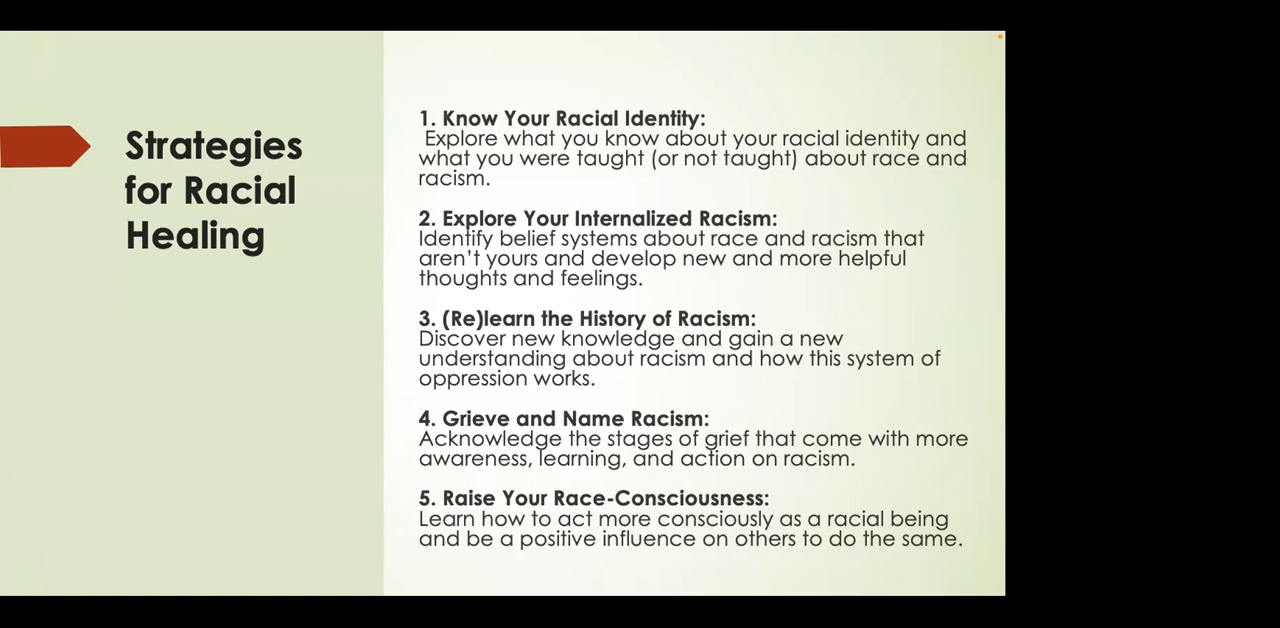 Strategies
for Racial
Healing
1. Know Your Racial Identity:
Explore what you know about your racial identity and
what you were taught (or not taught) about race and
racism.
2. Explore Your Internalized Racism:
Identify belief systems about race and racism that
aren't yours and develop new and more helpful
thoughts and feelings.
3. (Re)learn the History of Racism:
Discover new knowledge and gain a new
understanding about racism and how this system of
oppression works.
4. Grieve and Name Racism:
Acknowledge the stages of grief that come with more
awareness, learning, and action on racism.
5. Raise Your Race-Consciousness:
Learn how to act more consciously as a racial being
and be a positive influence on others to do the same.